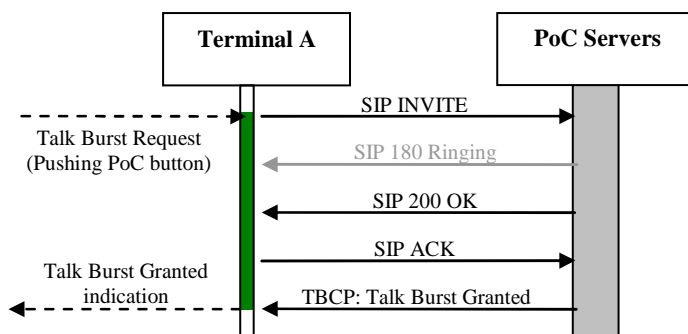 Terminal A
PoC Servers
SIP INVITE
Talk Burst Request
(Pushing PoC button)
SIP 180 Ringing
SIP 200 OK
SIP ACK
Talk Burst Granted
indication
TBCP: Talk Burst Granted